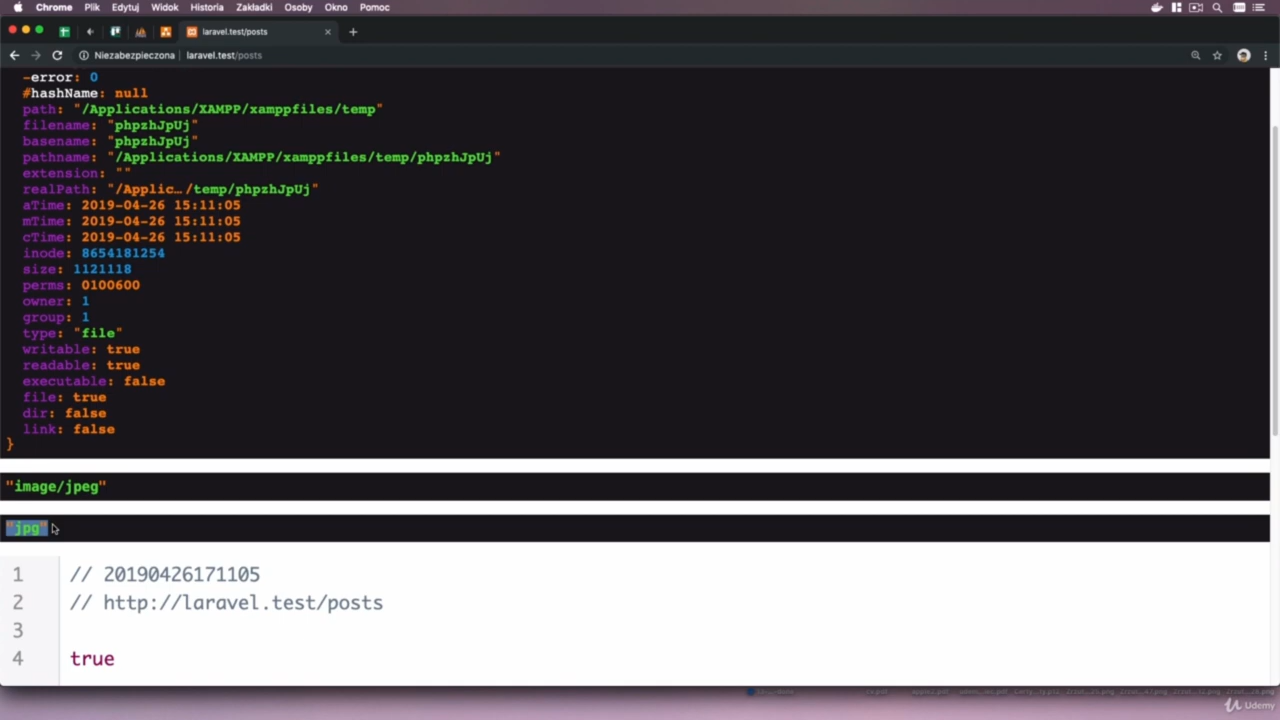 Chrome Plik Edytuj Widok Historia Zakładki Osoby Okno Pomoc
laravel.test/posts
Niezabezpieczona laravel.test/posts
-error: 0
#hashName: null
path: "/Applications/XAMPP/xamppfiles/temp"
filename: "phpzhJpUj"
basename: "phpzhJpUj"
pathname: "/Applications/XAMPP/xamppfiles/temp/phpzhJpUj"
extension: ""
realPath: "/Applic… /temp/phpzhJpUj"
aTime: 2019-04-26 15:11:05
mTime: 2019-04-26 15:11:05
cTime: 2019-04-26 15:11:05
inode: 8654181254
size: 1121118
perms: 0100600
owner: 1
group: 1
type: "file"
writable: true
readable: true
executable: false
file: true
dir: false
link: false
}
"image/jpeg"
"jpg"
1 // 20190426171105
2 // http://laravel.test/posts
3
4 true
Udemy